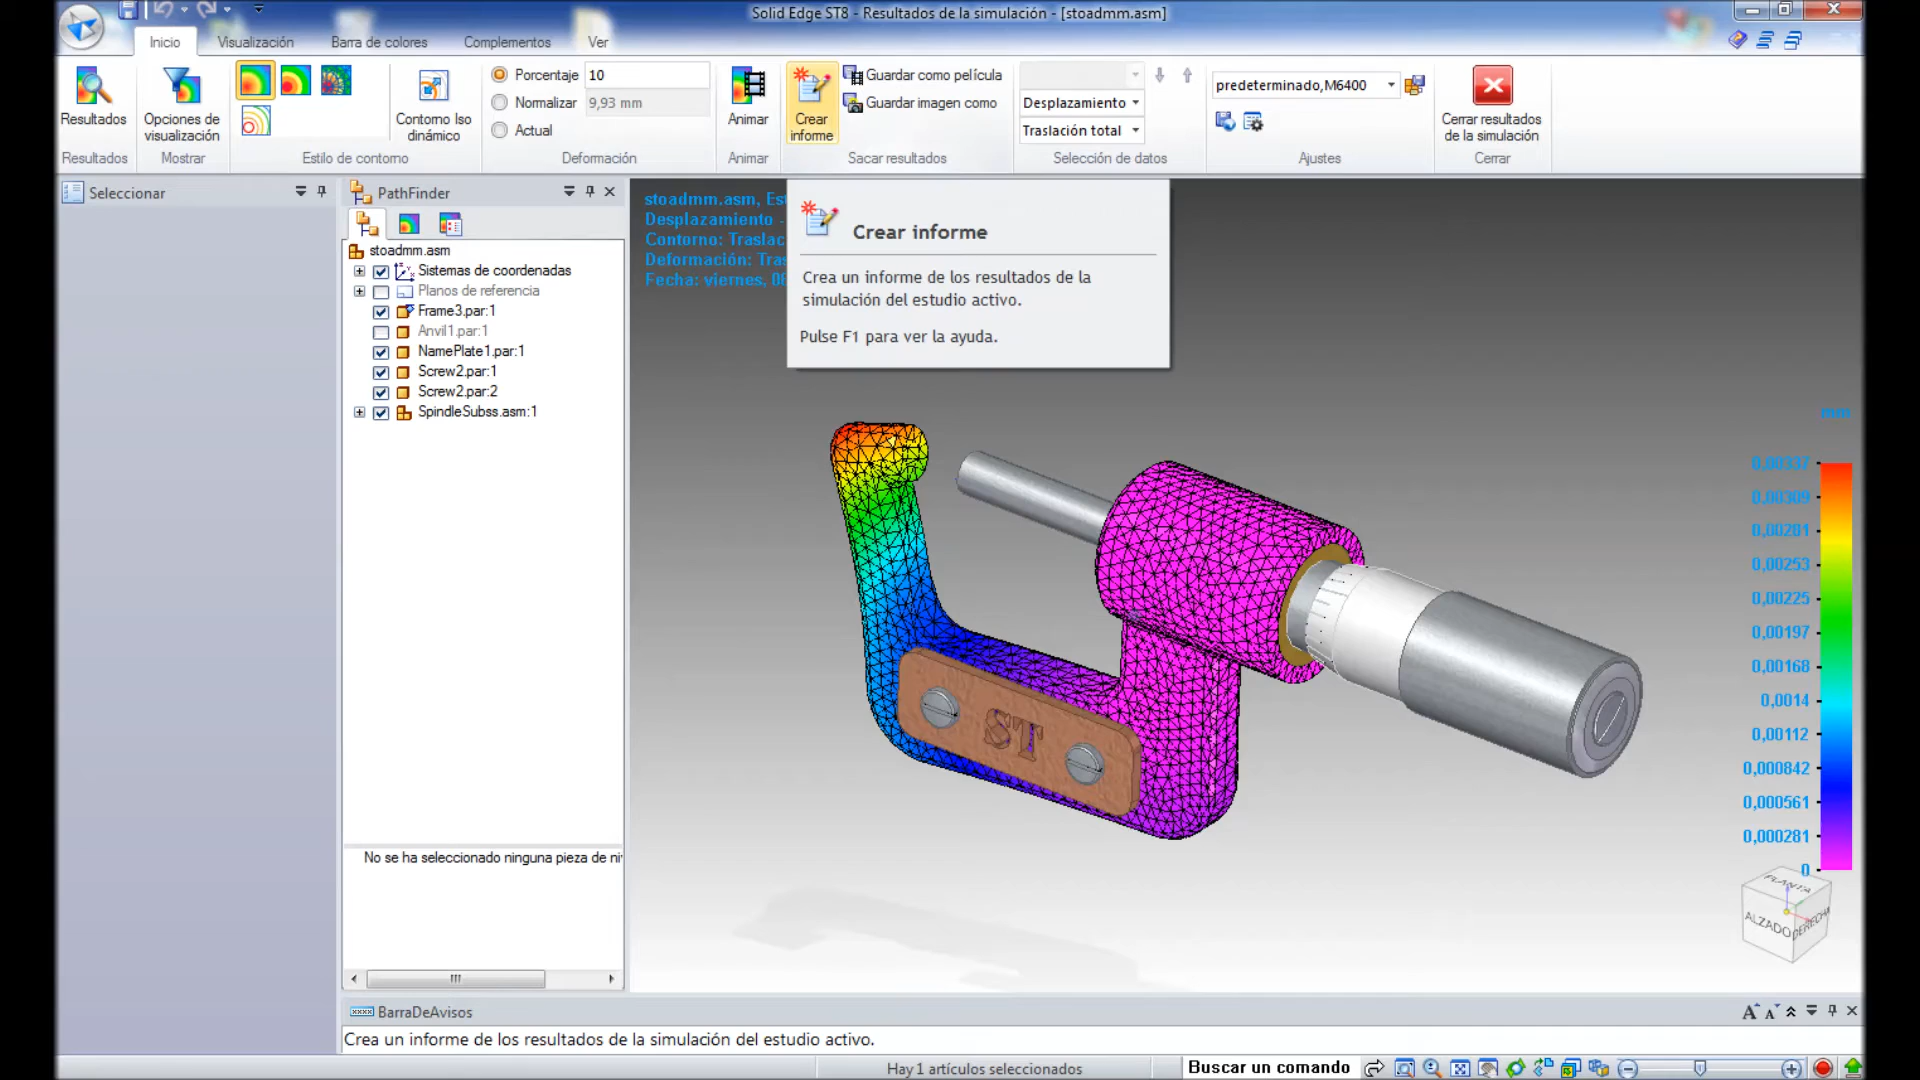 Solid Edge ST8 - Resultados de la simulación - [stoadmm.asm]
Inicio
Visualización
Barra de colores
Complementos
Ver
Resultados
Opciones de
visualización
Contorno Iso
dinámico
Porcentaje
10
Normalizar
9,93 mm
Actual
Animar
Crear
informe
Guardar como película
Guardar imagen como
Desplazamiento
Traslación total
predeterminado,M6400
Cerrar resultados
de la simulación
Resultados
Mostrar
Estilo de contorno
Deformación
Animar
Sacar resultados
Selección de datos
Ajustes
Cerrar
Seleccionar
PathFinder
stoadmm.asm
Sistemas de coordenadas
Planos de referencia
Frame3.par:1
Anvil1.par:1
NamePlate1.par:1
Screw2.par:1
Screw2.par:2
SpindleSubss.asm:1
No se ha seleccionado ninguna pieza de
stoadmm.asm,
Desplazamiento -
Contorno:
Deformación:
Fecha: viernes,
Crear informe
Crea un informe de los resultados de la
simulación del estudio activo.
Pulse F1 para ver la ayuda.
ST
mm
0,00337
0,00309
0,00281
0,00253
0,00225
0,00197
0,00168
0,0014
0,00112
0,000842
0,000561
0,000281
0
PLANTA
ALZADO
DERECHA
BarraDeAvisos
Crea un informe de los resultados de la simulación del estudio activo.
Hay 1 artículos seleccionados
Buscar un comando